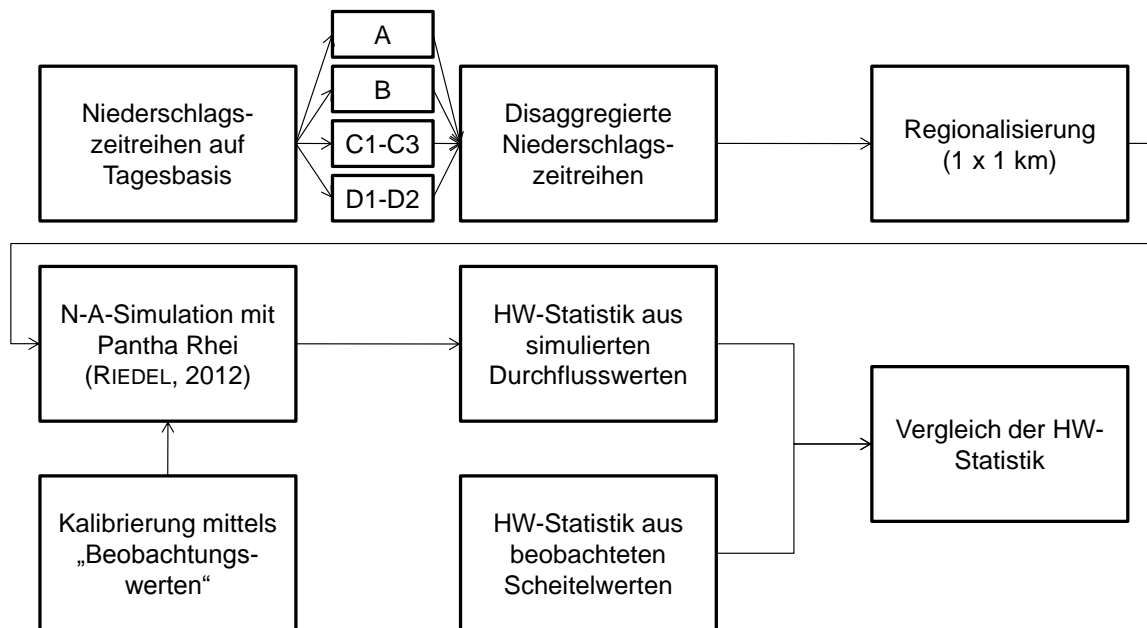 Niederschlags-
zeitreihen auf
Tagesbasis
A
B
C1-C3
D1-D2
Disaggregierte
Niederschlags-
zeitreihen
Regionalisierung
(1 x 1 km)
N-A-Simulation mit
Pantha Rhei
(RIEDEL, 2012)
HW-Statistik aus
simulierten
Durchflusswerten
Vergleich der HW-
Statistik
Kalibrierung mittels
„Beobachtungs-
werten“
HW-Statistik aus
beobachteten
Scheitelwerten